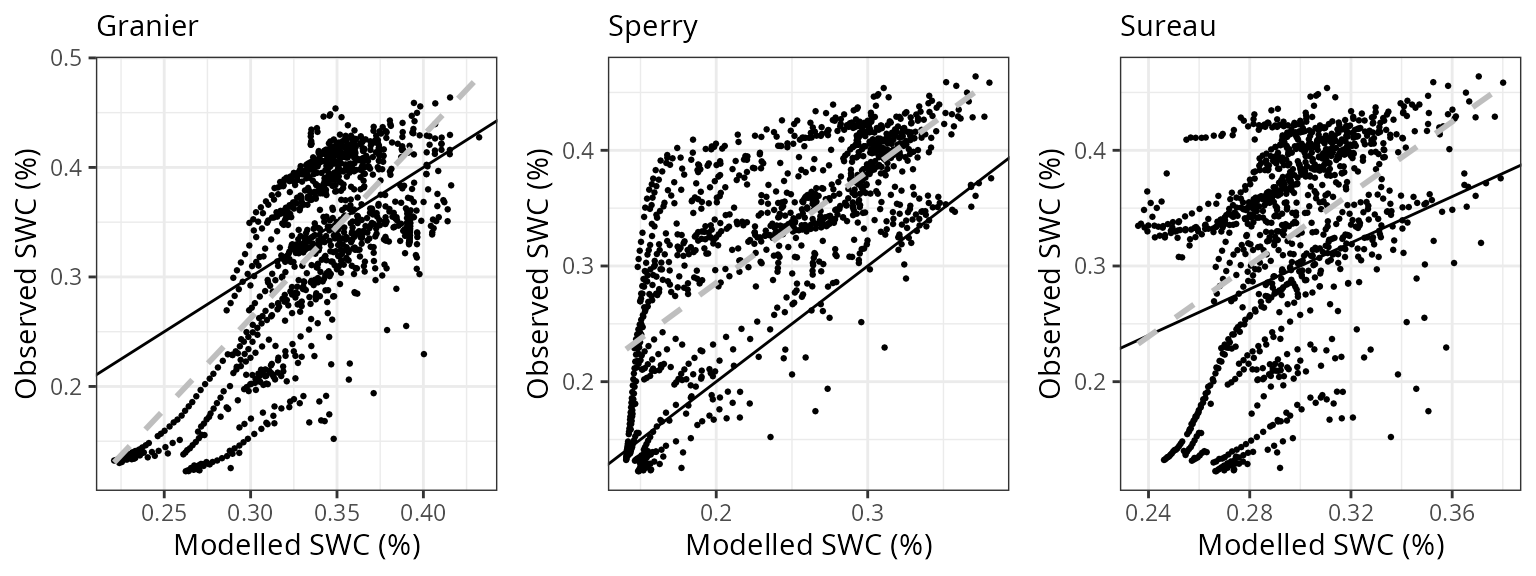 Granier
Sperry
Sureau
0.5
0.4
0.3
0.2
Observed SWC (%)
0.25 0.30 0.35 0.40
Modelled SWC (%)
0.4
0.3
0.2
Observed SWC (%)
0.2 0.3
Modelled SWC (%)
0.4
0.3
0.2
Observed SWC (%)
0.24 0.28 0.32 0.36
Modelled SWC (%)